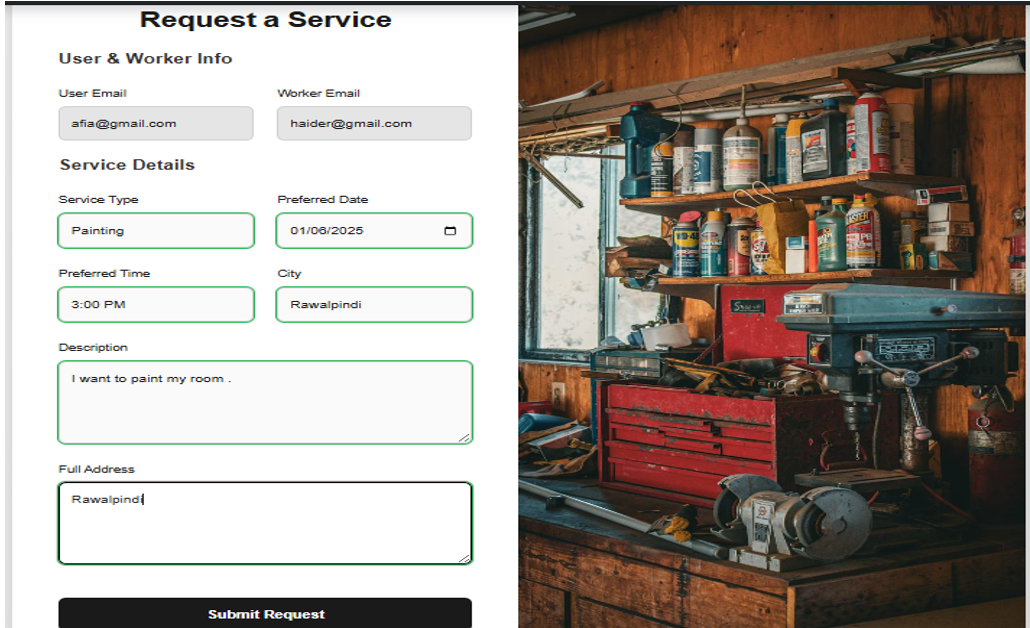 Request a Service
User & Worker Info
User Email
Worker Email
afia@gmail.com
haider@gmail.com
Service Details
Service Type
Preferred Date
Painting
01/06/2025
Preferred Time
City
3:00 PM
Rawalpindi
Description
I want to paint my room .
Full Address
Rawalpindi
Submit Request